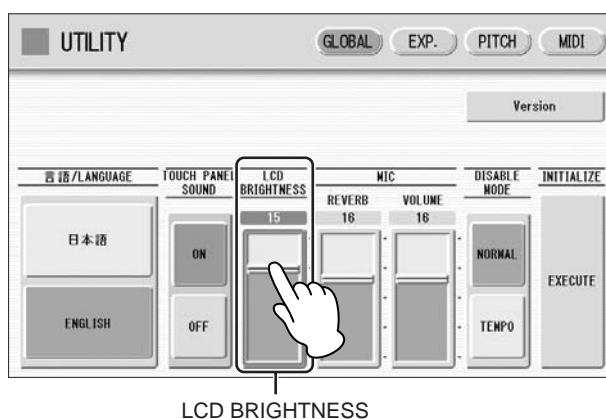 UTILITY
GLOBAL EXP. PITCH MIDI
Version
言語/LANGUAGE TOUCH PANEL SOUND LCD BRIGHTNESS MIC DISABLE MODE INITIALIZE
REVERB VOLUME
15 16 16
日本語 ON NORMAL
EXECUTE
ENGLISH OFF TEMPO
LCD BRIGHTNESS